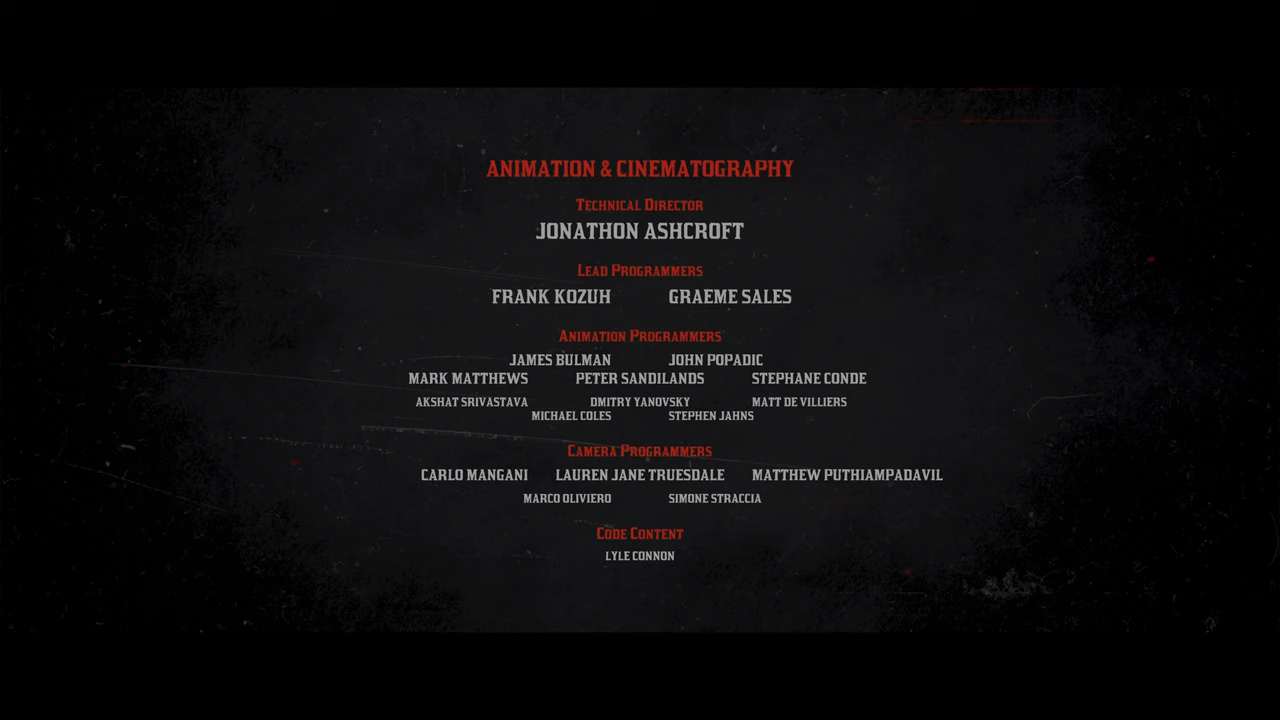 ANIMATION & CINEMATOGRAPHY
TECHNICAL DIRECTOR
JONATHON ASHCROFT
LEAD PROGRAMMERS
FRANK KOZUH GRAEME SALES
ANIMATION PROGRAMMERS
JAMES BULMAN JOHN POPADIC
MARK MATTHEWS PETER SANDILANDS STEPHANE CONDE
AKSHAT SRIVASTAVA DMITRY YANOVSKY MATT DE VILLIERS
MICHAEL COLES STEPHEN JAHNS
CAMERA PROGRAMMERS
CARLO MANGANI LAUREN JANE TRUESDALE MATTHEW PUTHIAMPADAVIL
MARCO OLIVIERO SIMONE STRACCIA
CODE CONTENT
LYLE CONNON